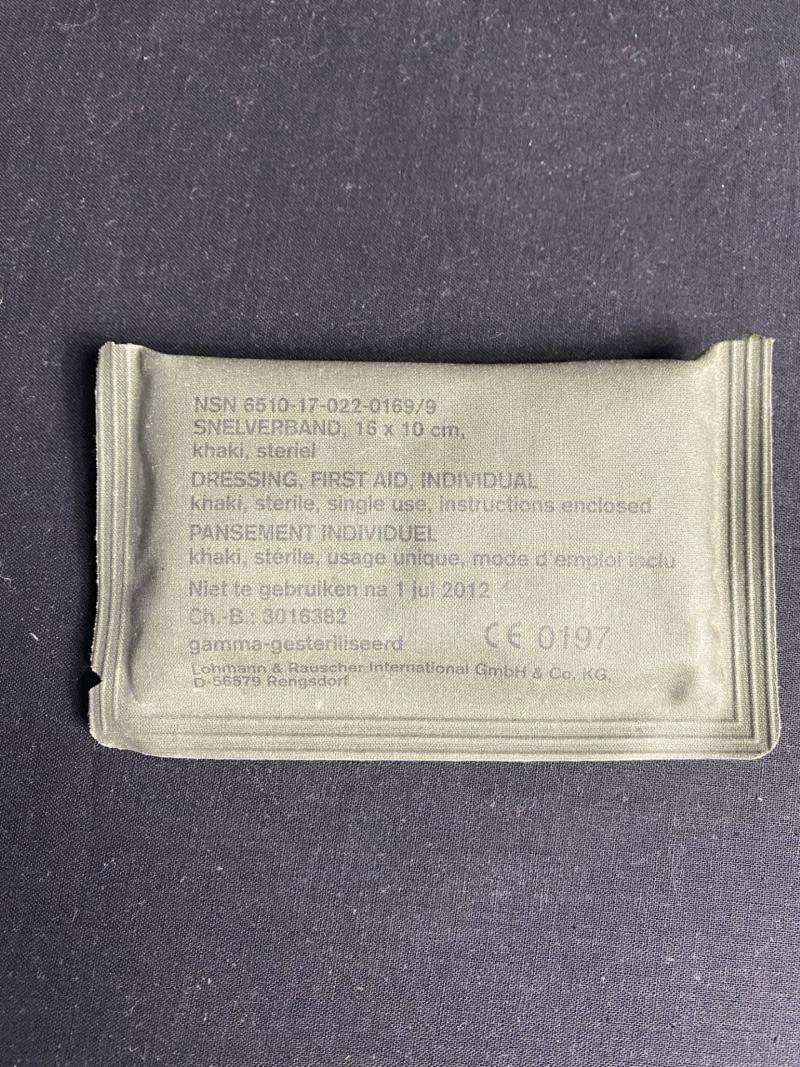 NSN 6510-17-022-0169/9
SNELVERBAND, 16 x 10 cm,
khaki, steriel
DRESSING, FIRST AID, INDIVIDUAL
khaki, sterile, single use, instructions enclosed
PANSEMENT INDIVIDUEL
khaki, stérile, usage unique, mode d'emploi inclu
Niet te gebruiken na 1 jul 2012
Ch.-B.: 3016382
gamma-gesteriliseerd CE 0197
Lohmann & Rauscher International GmbH & Co. KG,
D-56579 Rengsdorf